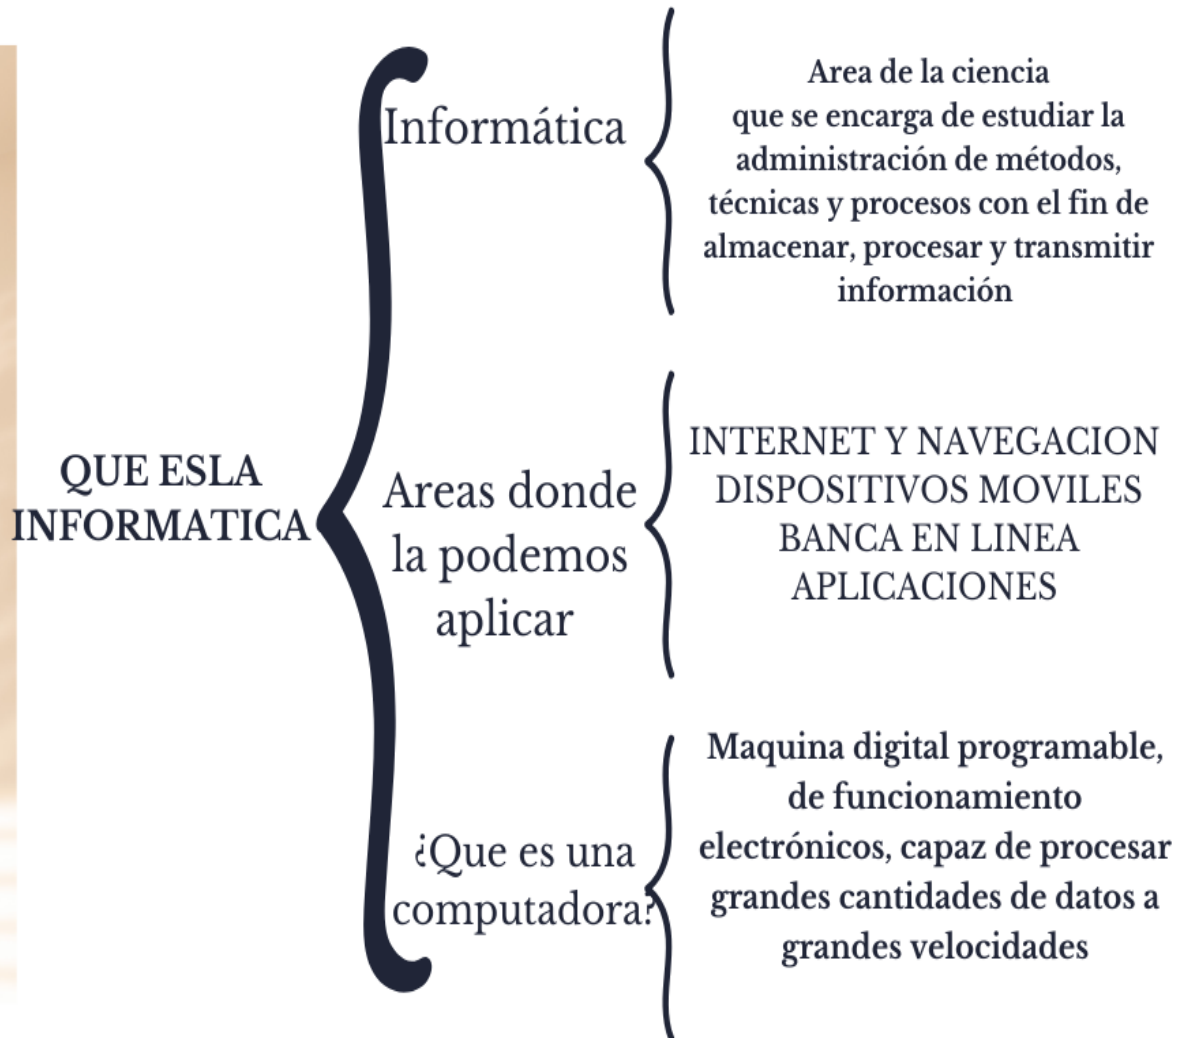 QUE ESLA
INFORMATICA
Informática
Area de la ciencia
que se encarga de estudiar la
administración de métodos,
técnicas y procesos con el fin de
almacenar, procesar y transmitir
información
Areas donde
la podemos
aplicar
INTERNET Y NAVEGACION
DISPOSITIVOS MOVILES
BANCA EN LINEA
APLICACIONES
¿Que es una
computadora?
Maquina digital programable,
de funcionamiento
electrónicos, capaz de procesar
grandes cantidades de datos a
grandes velocidades